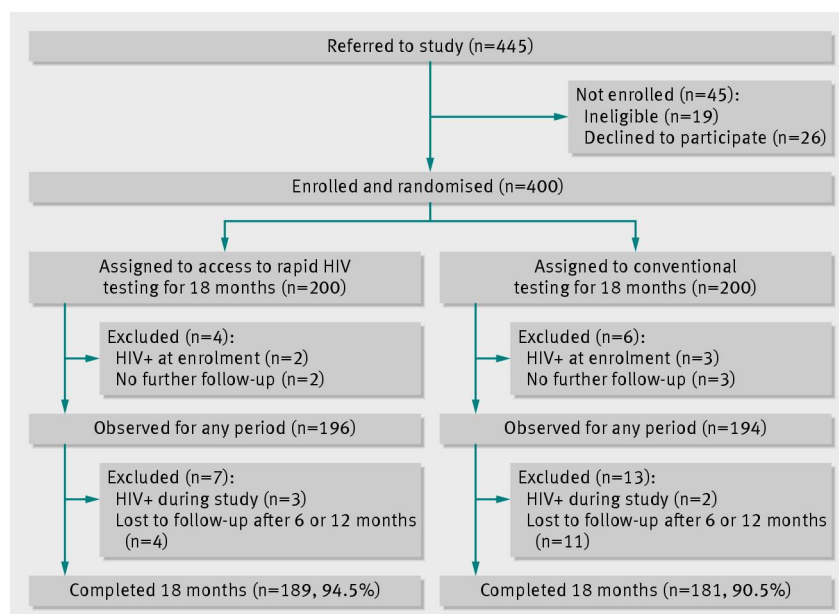 Referred to study (n=445)
Not enrolled (n=45):
Ineligible (n=19)
Declined to participate (n=26)
Enrolled and randomised (n=400)
Assigned to access to rapid HIV
testing for 18 months (n=200)
Assigned to conventional
testing for 18 months (n=200)
Excluded (n=4):
HIV+ at enrolment (n=2)
No further follow-up (n=2)
Excluded (n=6):
HIV+ at enrolment (n=3)
No further follow-up (n=3)
Observed for any period (n=196)
Observed for any period (n=194)
Excluded (n=7):
HIV+ during study (n=3)
Lost to follow-up after 6 or 12 months
(n=4)
Excluded (n=13):
HIV+ during study (n=2)
Lost to follow-up after 6 or 12 months
(n=11)
Completed 18 months (n=189, 94.5%)
Completed 18 months (n=181, 90.5%)